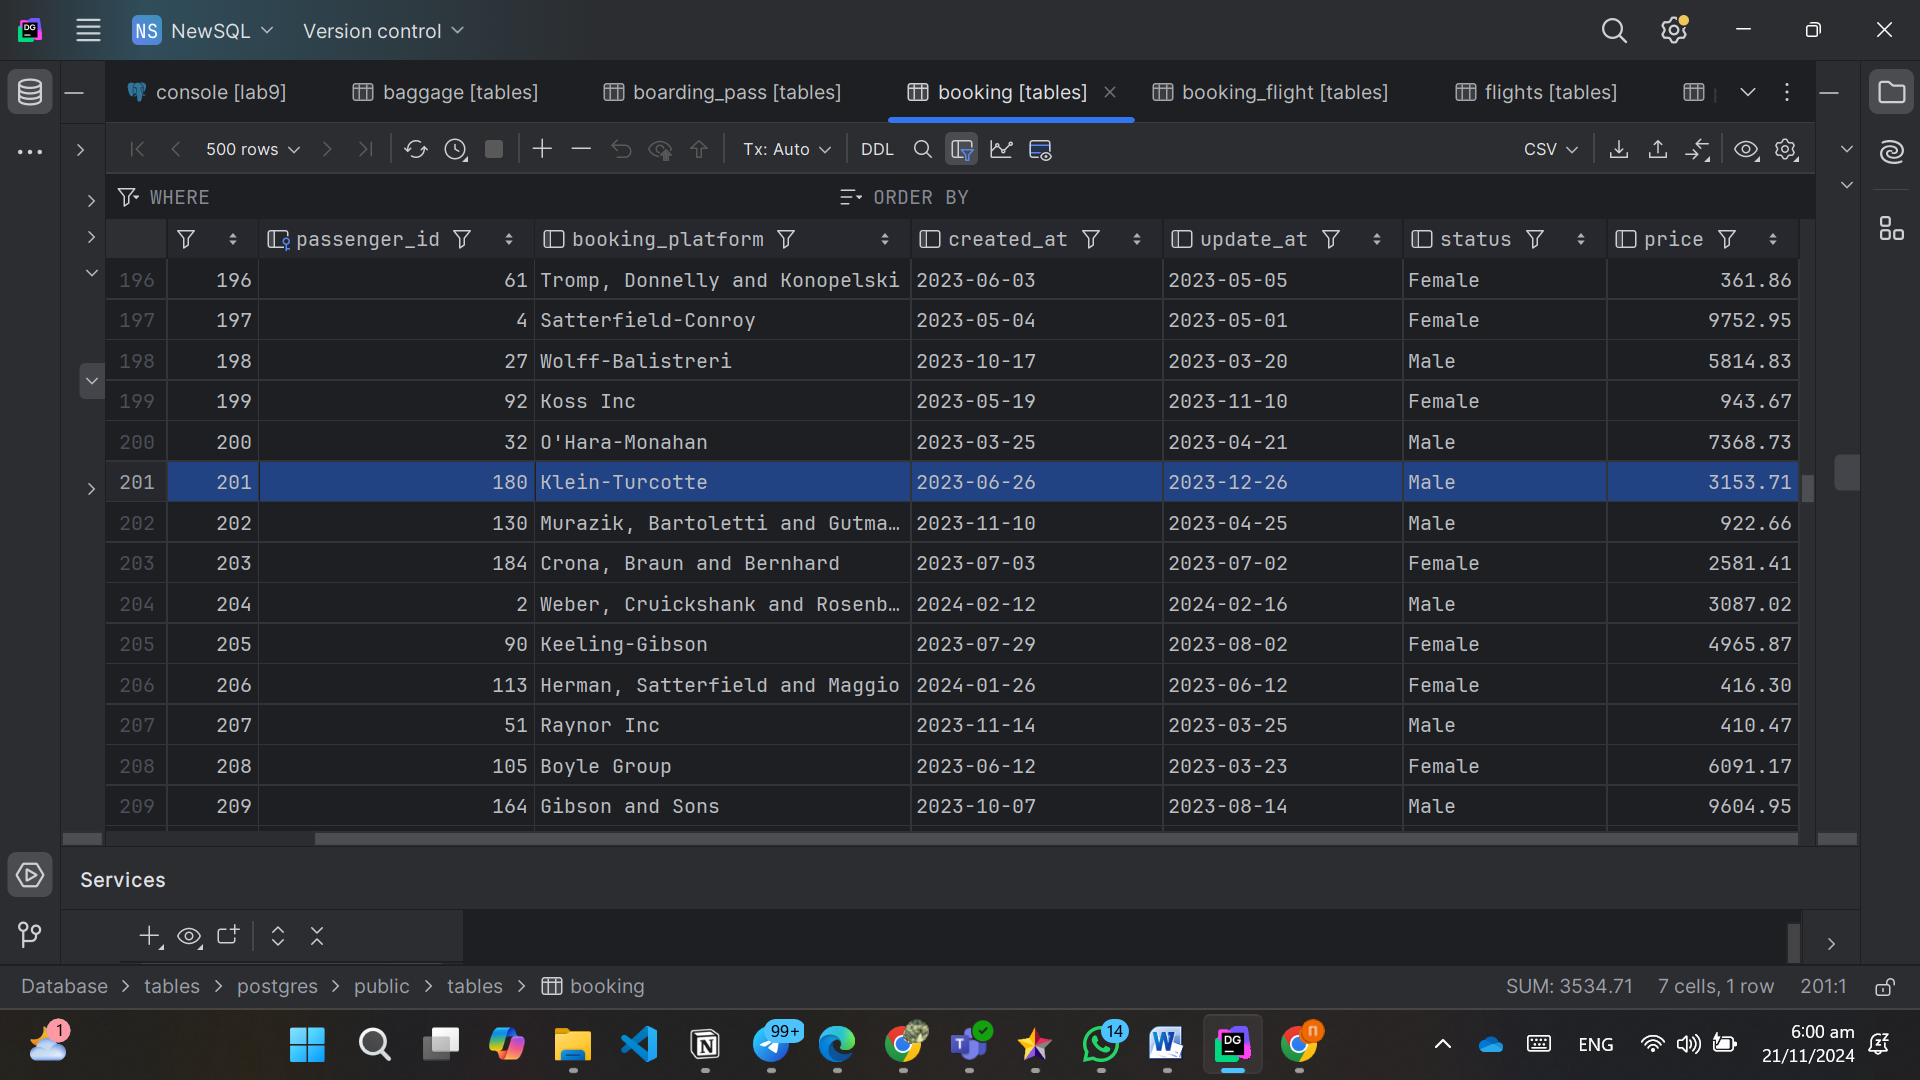 DG NS NewSQL Version control
console [lab9] baggage [tables] boarding_pass [tables] booking [tables] booking_flight [tables] flights [tables]
500 rows Tx: Auto DDL CSV
WHERE ORDER BY
passenger_id booking_platform created_at update_at status price
196 196 61 Tromp, Donnelly and Konopelski 2023-06-03 2023-05-05 Female 361.86
197 197 4 Satterfield-Conroy 2023-05-04 2023-05-01 Female 9752.95
198 198 27 Wolff-Balistreri 2023-10-17 2023-03-20 Male 5814.83
199 199 92 Koss Inc 2023-05-19 2023-11-10 Female 943.67
200 200 32 O'Hara-Monahan 2023-03-25 2023-04-21 Male 7368.73
201 201 180 Klein-Turcotte 2023-06-26 2023-12-26 Male 3153.71
202 202 130 Murazik, Bartoletti and Gutma… 2023-11-10 2023-04-25 Male 922.66
203 203 184 Crona, Braun and Bernhard 2023-07-03 2023-07-02 Female 2581.41
204 204 2 Weber, Cruickshank and Rosenb… 2024-02-12 2024-02-16 Male 3087.02
205 205 90 Keeling-Gibson 2023-07-29 2023-08-02 Female 4965.87
206 206 113 Herman, Satterfield and Maggio 2024-01-26 2023-06-12 Female 416.30
207 207 51 Raynor Inc 2023-11-14 2023-03-25 Male 410.47
208 208 105 Boyle Group 2023-06-12 2023-03-23 Female 6091.17
209 209 164 Gibson and Sons 2023-10-07 2023-08-14 Male 9604.95
Services
Database > tables > postgres > public > tables > booking SUM: 3534.71 7 cells, 1 row 201:1
1 99+ 14 DG ENG 6:00 am
21/11/2024